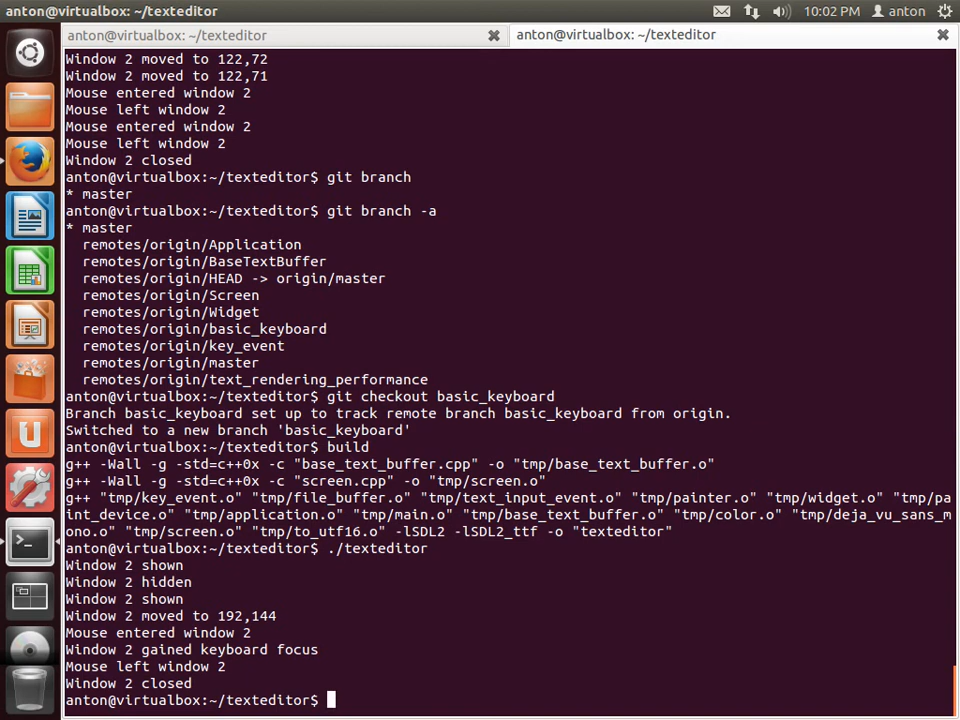 anton@virtualbox: ~/texteditor
10:02 PM
anton
anton@virtualbox: ~/texteditor
anton@virtualbox: ~/texteditor
Window 2 moved to 122,72
Window 2 moved to 122,71
Mouse entered window 2
Mouse left window 2
Mouse entered window 2
Mouse left window 2
Window 2 closed
anton@virtualbox:~/texteditor$ git branch
* master
anton@virtualbox:~/texteditor$ git branch -a
* master
remotes/origin/Application
remotes/origin/BaseTextBuffer
remotes/origin/HEAD -> origin/master
remotes/origin/Screen
remotes/origin/Widget
remotes/origin/basic_keyboard
remotes/origin/key_event
remotes/origin/master
remotes/origin/text_rendering_performance
anton@virtualbox:~/texteditor$ git checkout basic_keyboard
Branch basic_keyboard set up to track remote branch basic_keyboard from origin.
Switched to a new branch 'basic_keyboard'
anton@virtualbox:~/texteditor$ build
g++ -Wall -g -std=c++0x -c "base_text_buffer.cpp" -o "tmp/base_text_buffer.o"
g++ -Wall -g -std=c++0x -c "screen.cpp" -o "tmp/screen.o"
g++ "tmp/key_event.o" "tmp/file_buffer.o" "tmp/text_input_event.o" "tmp/painter.o" "tmp/widget.o" "tmp/pa
int_device.o" "tmp/application.o" "tmp/main.o" "tmp/base_text_buffer.o" "tmp/color.o" "tmp/deja_vu_sans_m
ono.o" "tmp/screen.o" "tmp/to_utf16.o" -lSDL2 -lSDL2_ttf -o "texteditor"
anton@virtualbox:~/texteditor$ ./texteditor
Window 2 shown
Window 2 hidden
Window 2 shown
Window 2 moved to 192,144
Mouse entered window 2
Window 2 gained keyboard focus
Mouse left window 2
Window 2 closed
anton@virtualbox:~/texteditor$